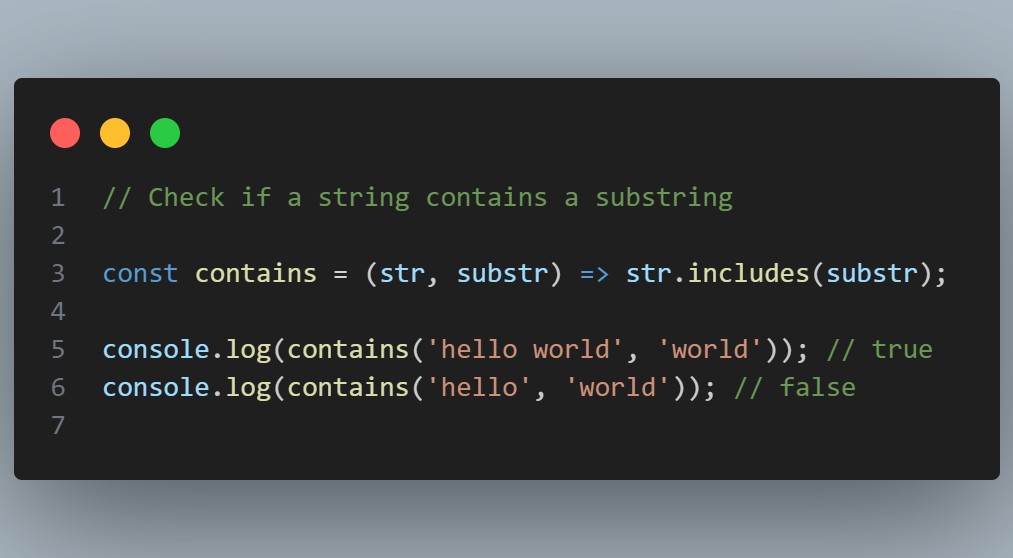 1 // Check if a string contains a substring
2
3 const contains = (str, substr) => str.includes(substr);
4
5 console.log(contains('hello world', 'world')); // true
6 console.log(contains('hello', 'world')); // false
7